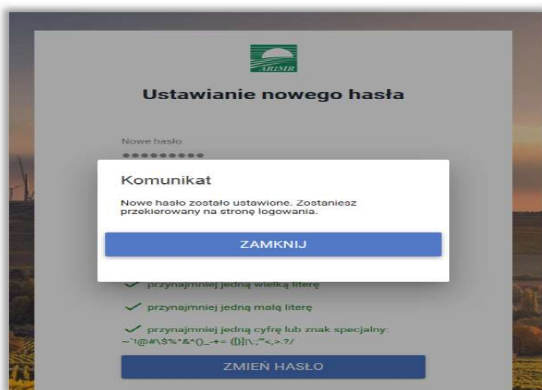 ARiMR
Ustawianie nowego hasła
Nowe hasło
Komunikat
Nowe hasło zostało ustawione. Zostaniesz
przekierowany na stronę logowania.
ZAMKNIJ
przynajmniej jedną wielką literę
przynajmniej jedną małą literę
przynajmniej jedną cyfrę lub znak specjalny:
ZMIEŃ HASŁO